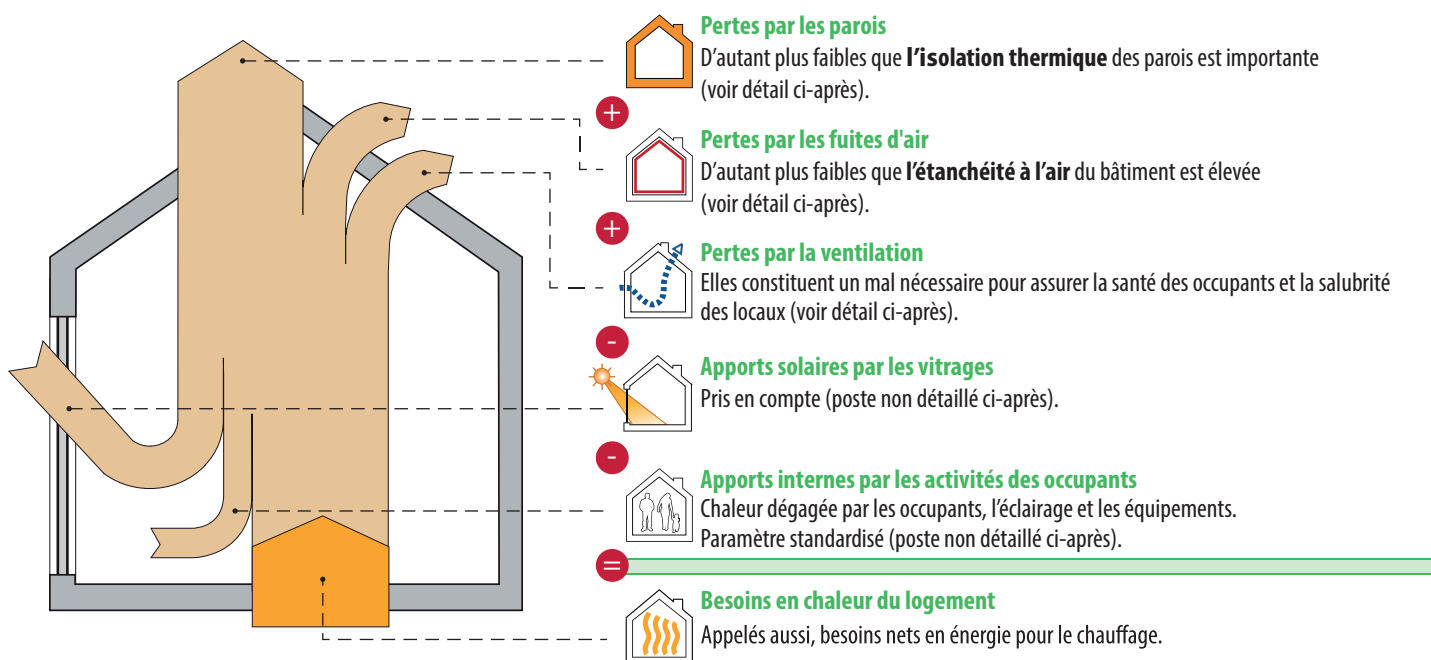 Pertes par les parois
D'autant plus faibles que l'isolation thermique des parois est importante
(voir détail ci-après).
+
Pertes par les fuites d'air
D'autant plus faibles que l'étanchéité à l'air du bâtiment est élevée
(voir détail ci-après).
+
Pertes par la ventilation
Elles constituent un mal nécessaire pour assurer la santé des occupants et la salubrité
des locaux (voir détail ci-après).
-
Apports solaires par les vitrages
Pris en compte (poste non détaillé ci-après).
-
Apports internes par les activités des occupants
Chaleur dégagée par les occupants, l'éclairage et les équipements.
Paramètre standardisé (poste non détaillé ci-après).
=
Besoins en chaleur du logement
Appelés aussi, besoins nets en énergie pour le chauffage.